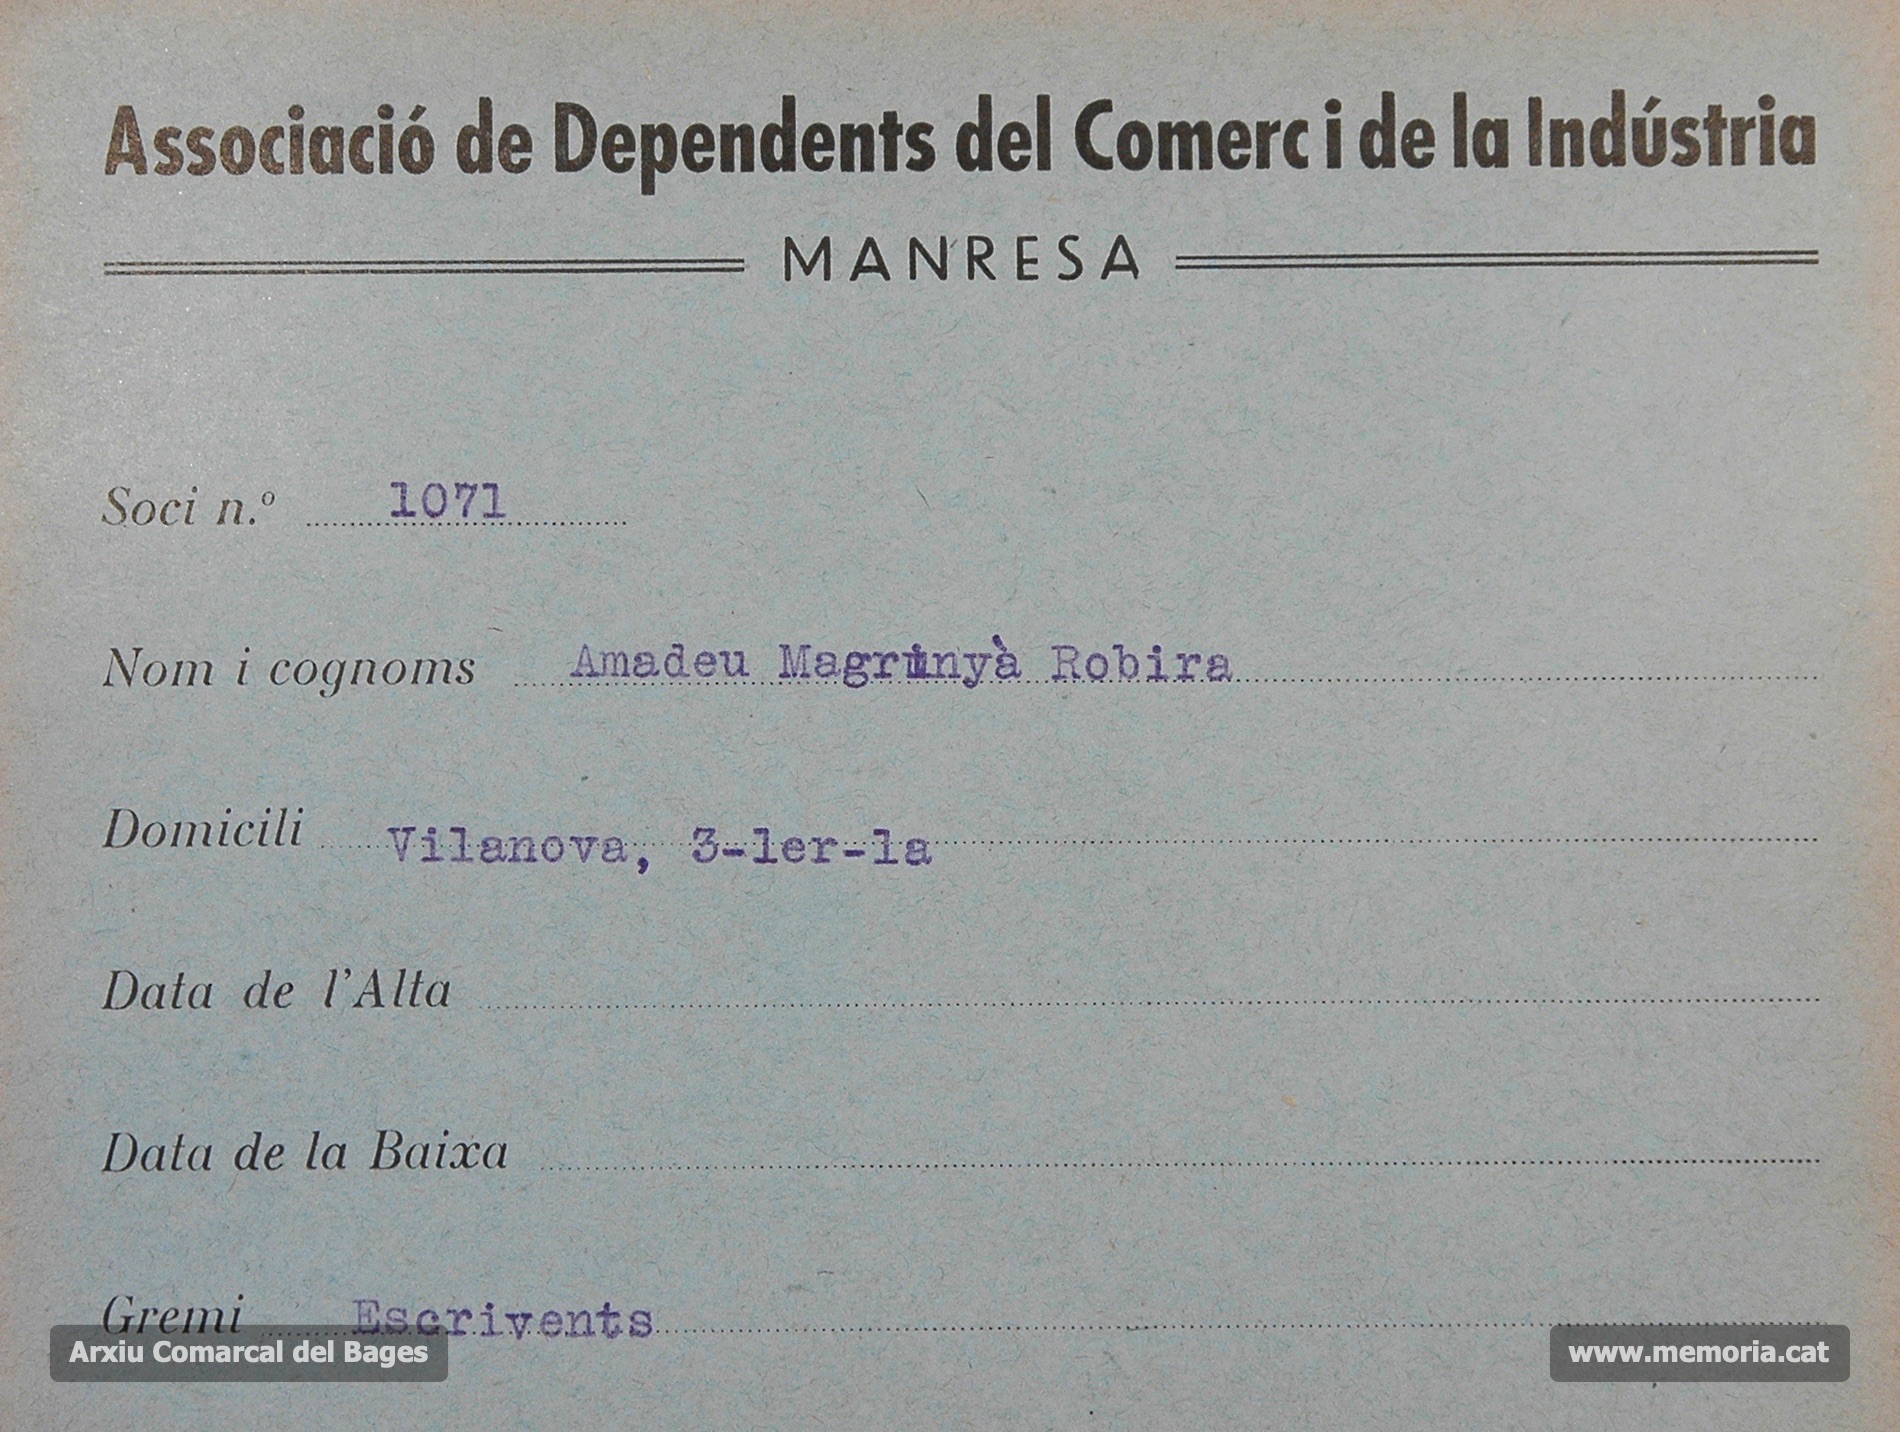 Associació de Dependents del Comerc i de la Indústria
MANRESA
Soci n.º 1071
Nom i cognoms Amadeu Magrinyà Robira
Domicili Vilanova, 3-1er-1a
Data de l'Alta
Data de la Baixa
Gremi Escrivents
Arxiu Comarcal del Bages
www.memoria.cat